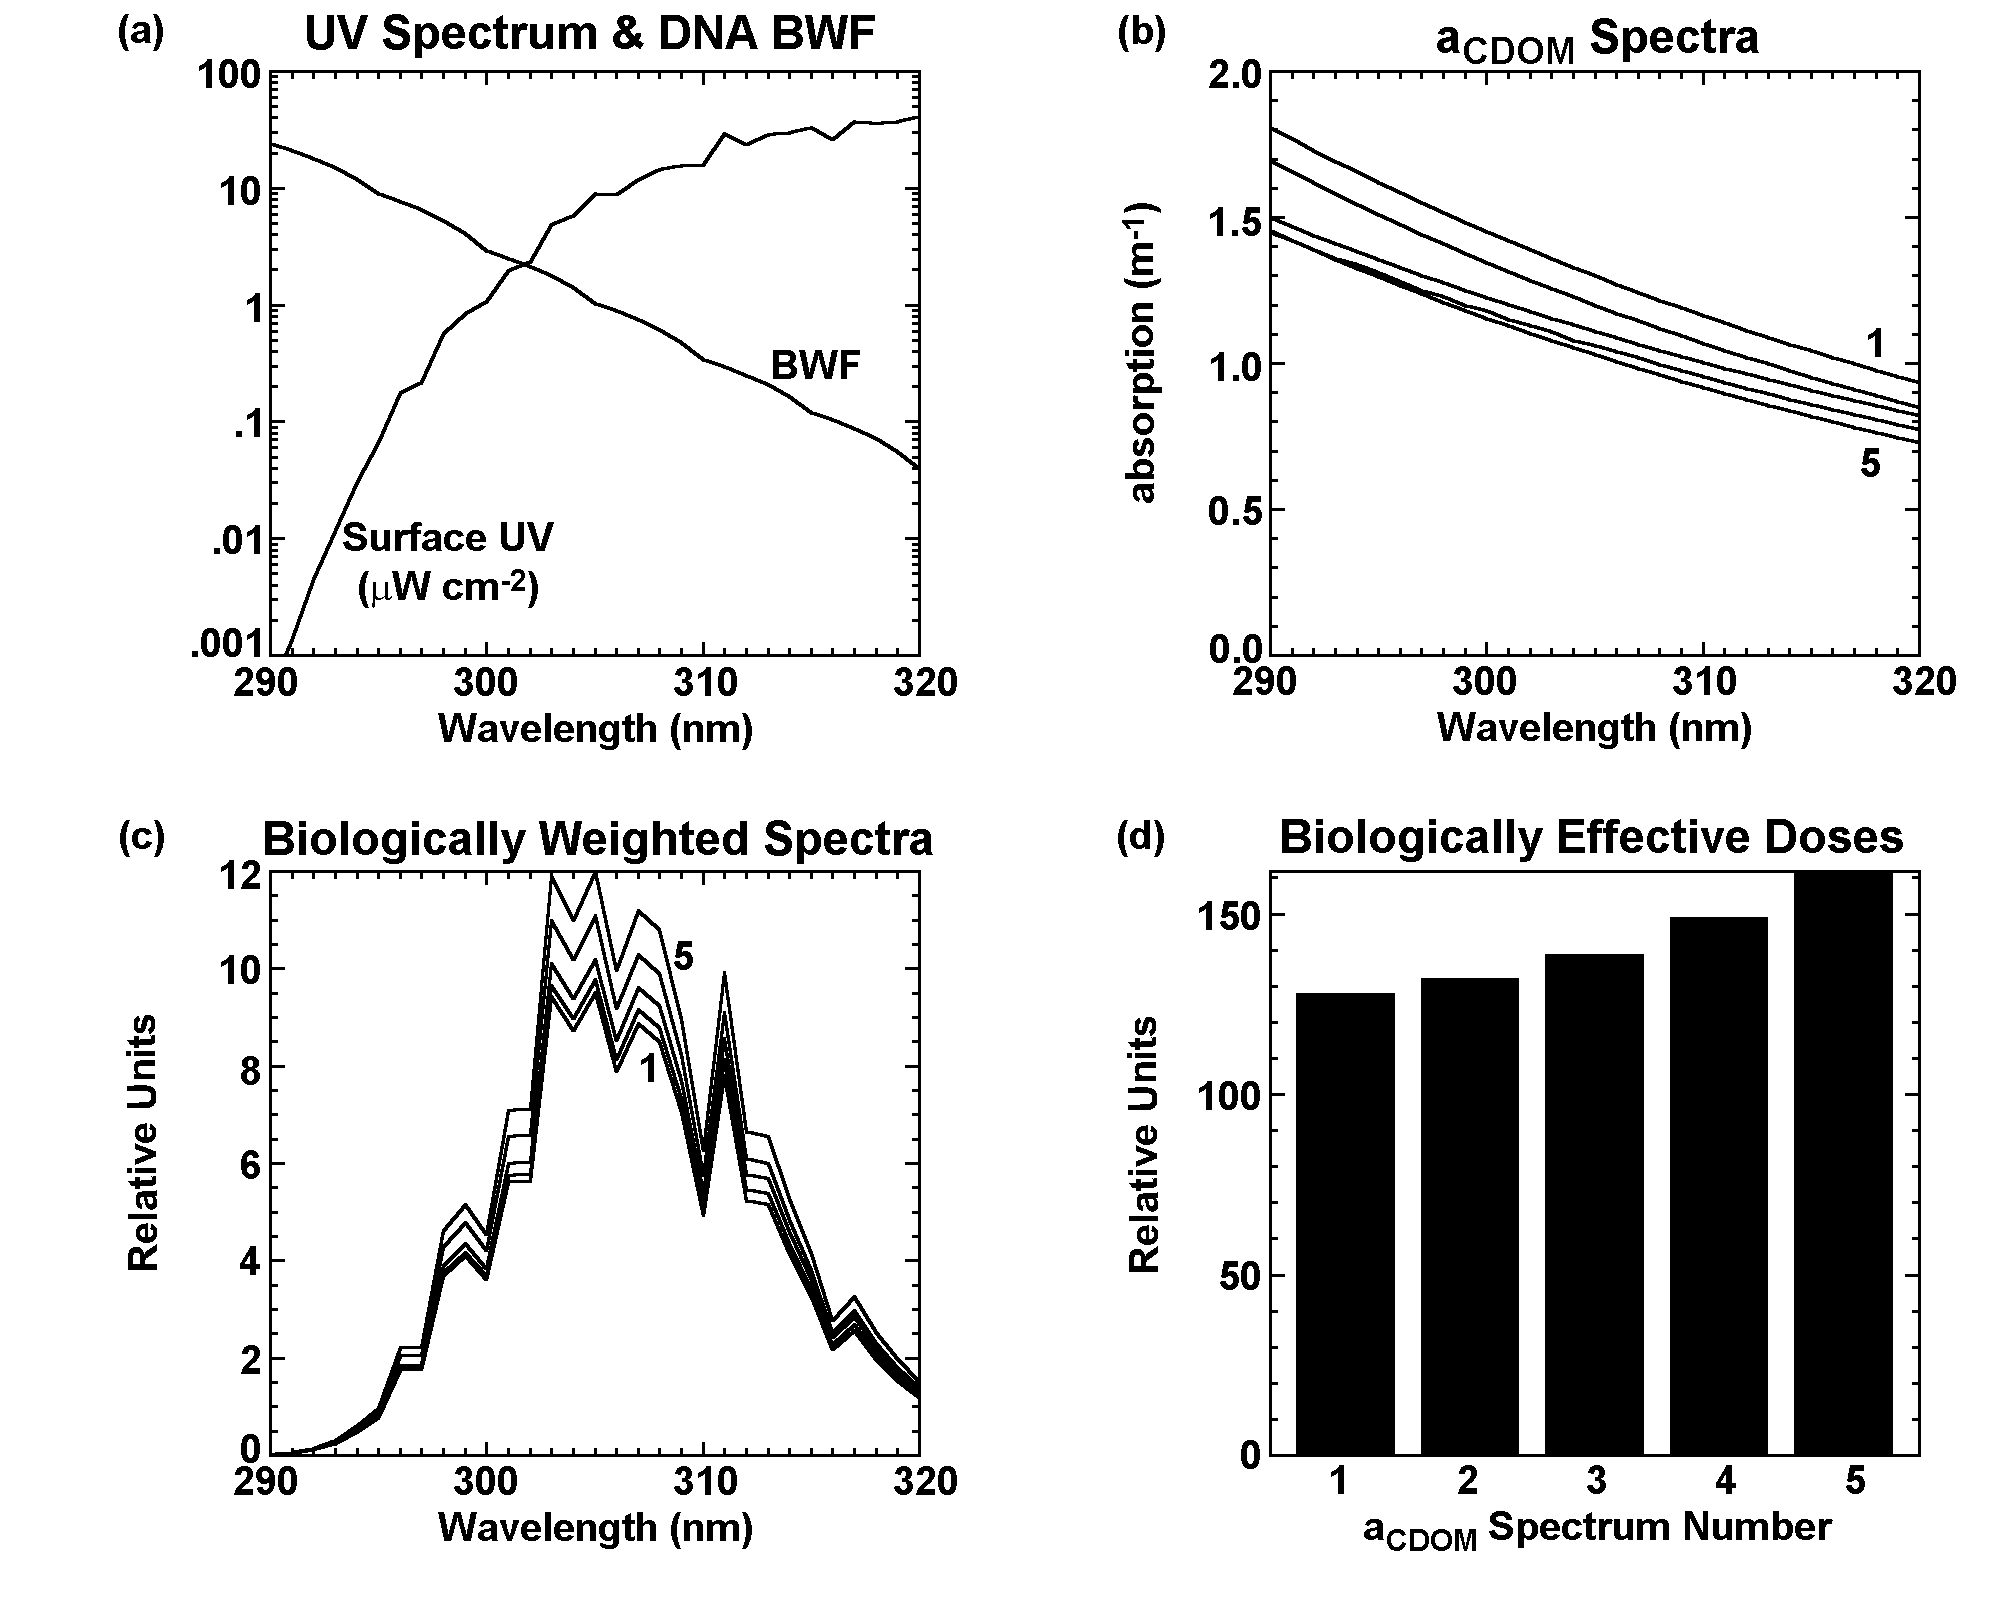 (a)
UV Spectrum & DNA BWF
100
10
1
.1
.01
.001
BWF
Surface UV
(μW cm-2)
290 300 310 320
Wavelength (nm)
(b)
aCDOM Spectra
2.0
1.5
1.0
0.5
0.0
absorption (m-1)
1
5
290 300 310 320
Wavelength (nm)
(c)
Biologically Weighted Spectra
12
10
8
6
4
2
0
Relative Units
5
1
290 300 310 320
Wavelength (nm)
(d)
Biologically Effective Doses
150
100
50
0
Relative Units
1 2 3 4 5
aCDOM Spectrum Number